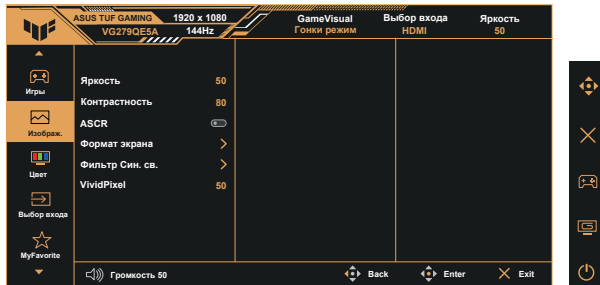 ASUS TUF GAMING 1920 x 1080 GameVisual Выбор входа Яркость
VG279QE5A 144Hz Гонки режим HDMI 50
Игры
Изображ.
Цвет
Выбор входа
MyFavorite
Яркость 50
Контрастность 80
ASCR
Формат экрана
Фильтр Син. св.
VividPixel 50
Громкость 50 Back Enter Exit